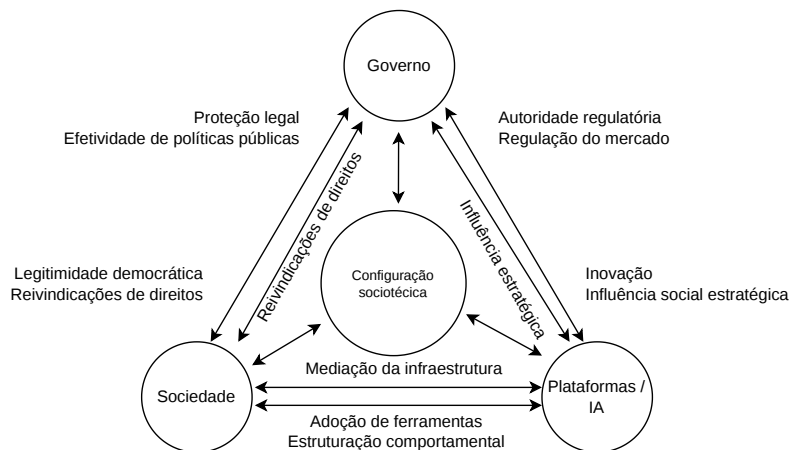 Governo
Proteção legal
Efetividade de políticas públicas
Autoridade regulatória
Regulação do mercado
Reivindicações de direitos
Influência estratégica
Legitimidade democrática
Reivindicações de direitos
Configuração
sociotécica
Inovação
Influência social estratégica
Mediação da infraestrutura
Sociedade
Plataformas /
IA
Adoção de ferramentas
Estruturação comportamental